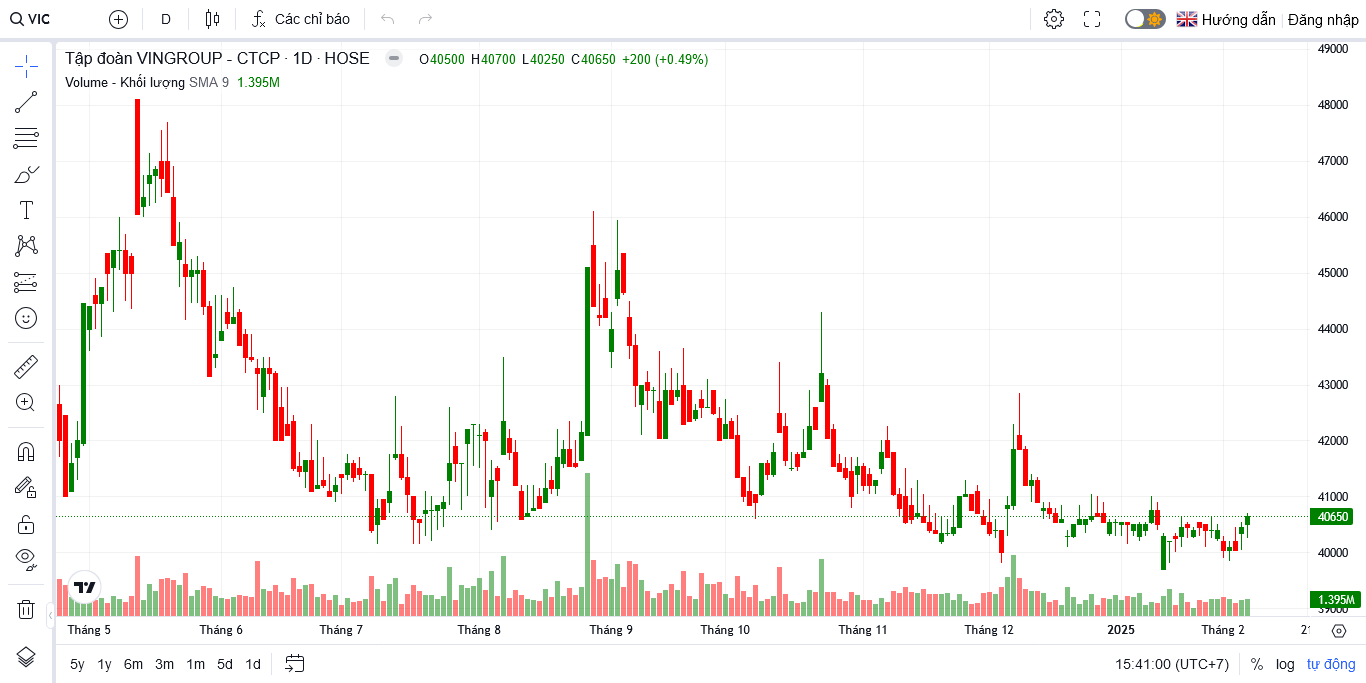 VIC D Các chỉ báo Hướng dẫn Đăng nhập
Tập đoàn VINGROUP - CTCP · 1D · HOSE O40500 H40700 L40250 C40650 +200 (+0.49%)
Volume - Khối lượng SMA 9 1.395M
49000
48000
47000
46000
45000
44000
43000
42000
41000
40650
40000
1.395M
39000
Tháng 5 Tháng 6 Tháng 7 Tháng 8 Tháng 9 Tháng 10 Tháng 11 Tháng 12 2025 Tháng 2
5y 1y 6m 3m 1m 5d 1d 15:41:00 (UTC+7) % log tự động